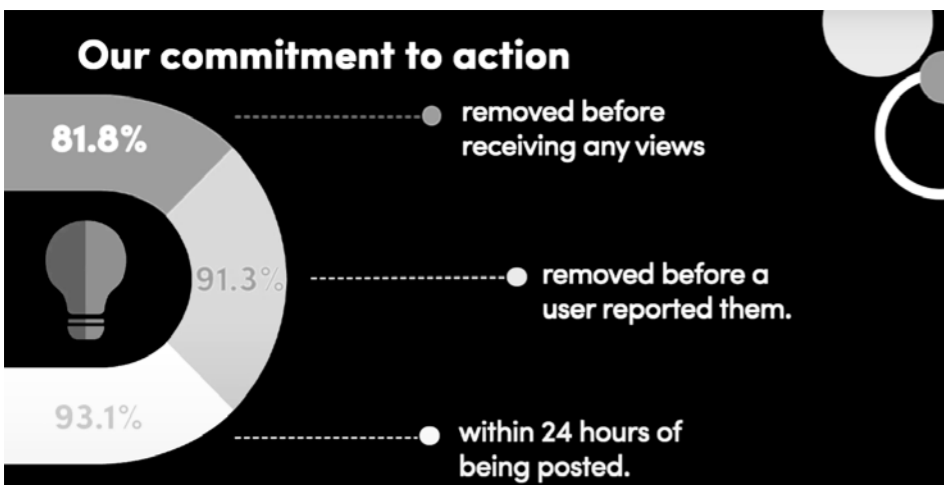 Our commitment to action
81.8%
removed before
receiving any views
91.3%
removed before a
user reported them.
93.1%
within 24 hours of
being posted.